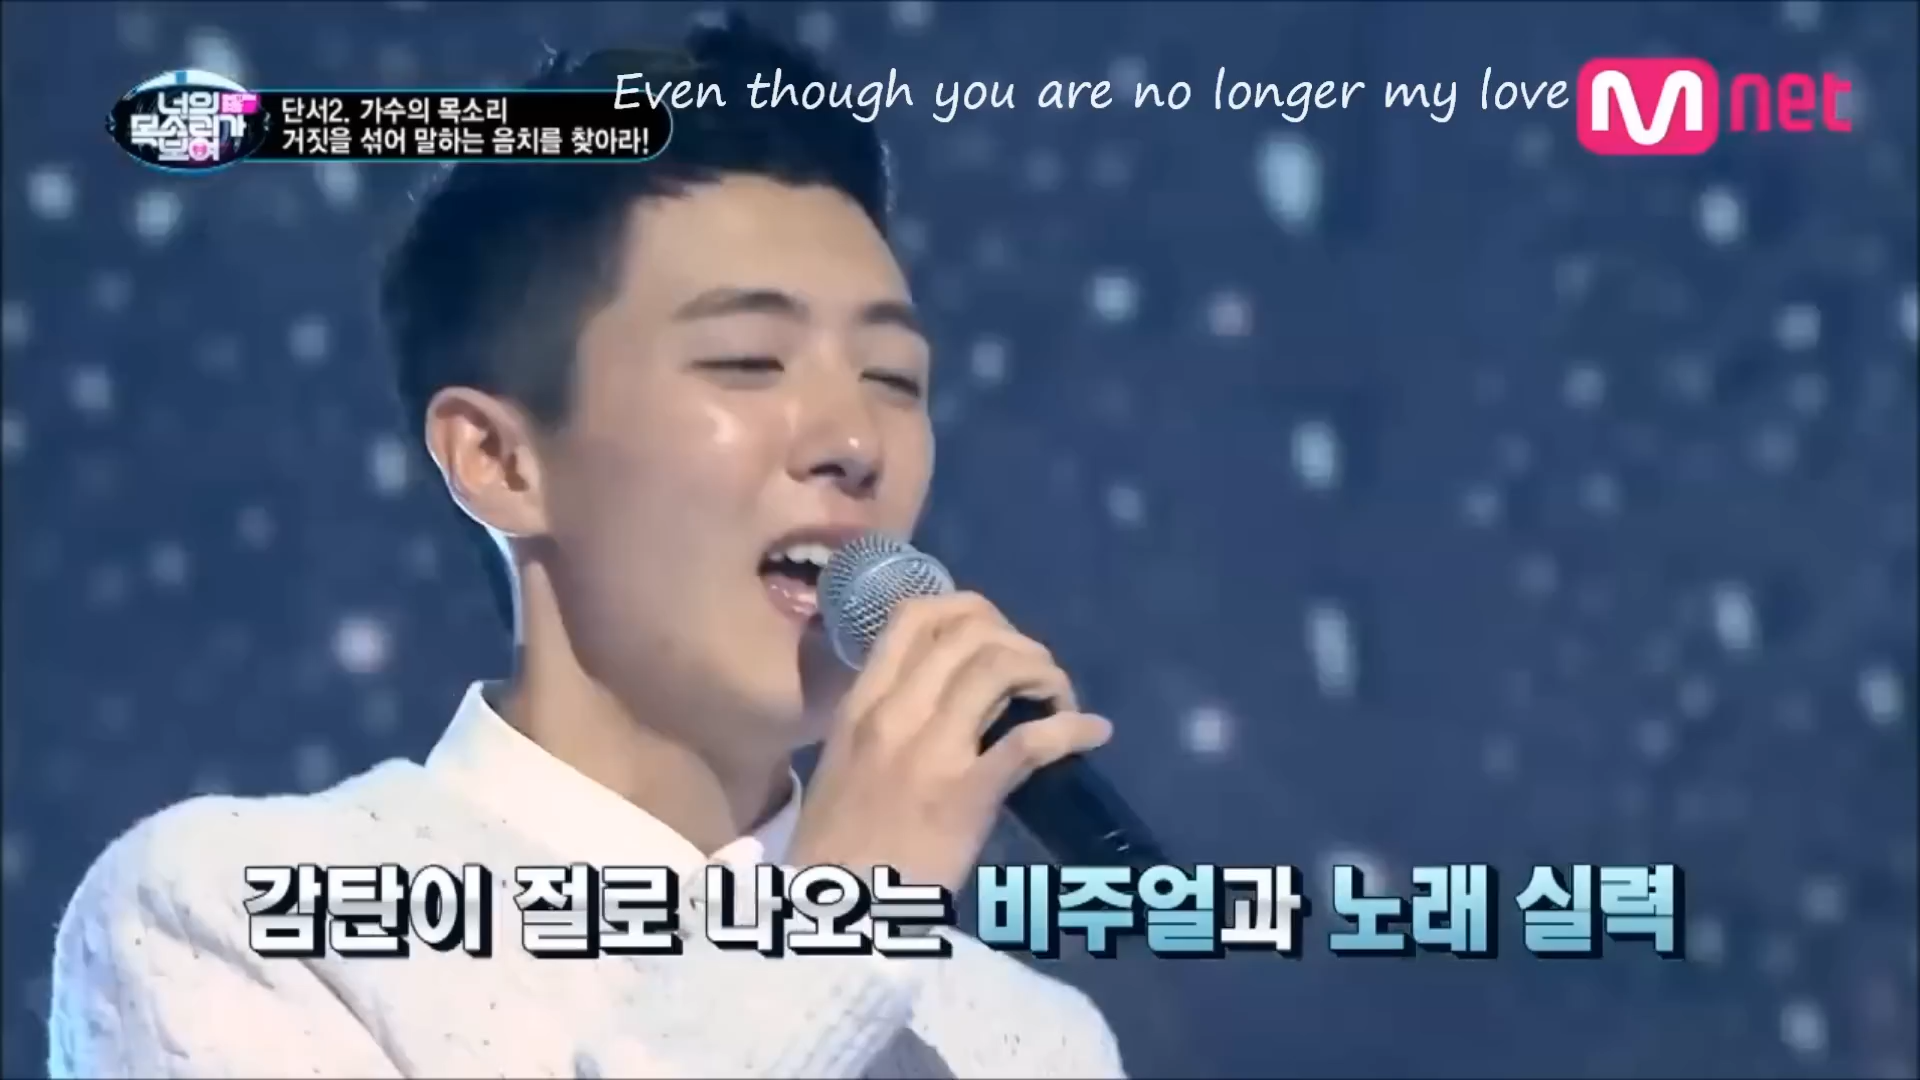 Even though you are no longer my love
Mnet
너의
목소리가
보여
단서2. 가수의 목소리
거짓을 섞어 말하는 음치를 찾아라!
감탄이 절로 나오는 비주얼과 노래 실력